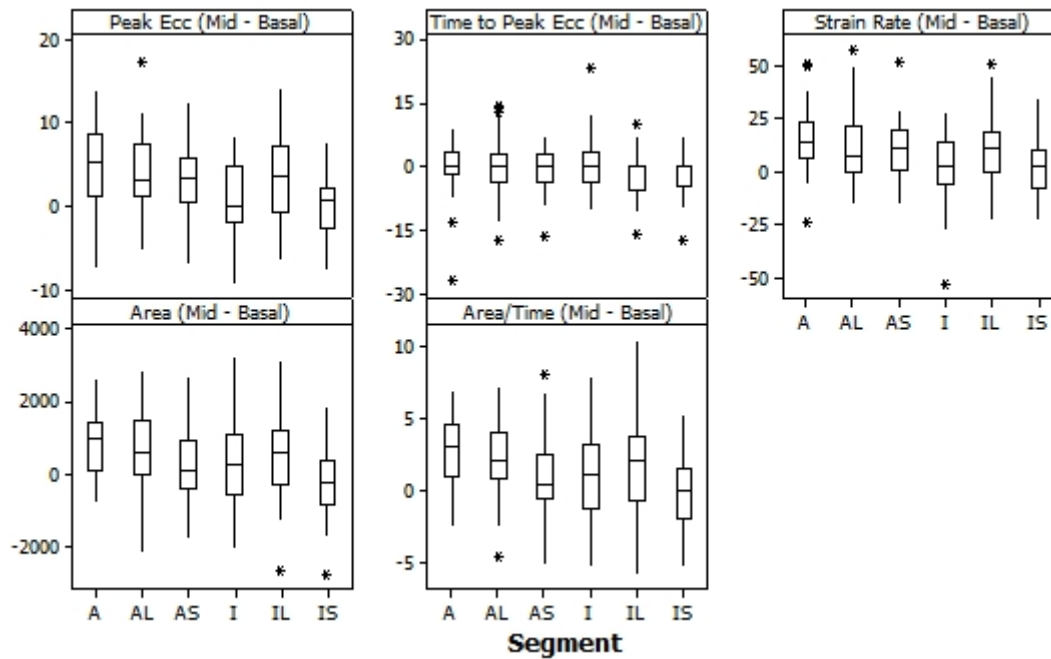 Peak Ecc (Mid - Basal)
Time to Peak Ecc (Mid - Basal)
Strain Rate (Mid - Basal)
20
10
0
-10
30
15
0
-15
-30
50
25
0
-25
-50
A AL AS I IL IS
Area (Mid - Basal)
Area/Time (Mid - Basal)
4000
2000
0
-2000
10
5
0
-5
A AL AS I IL IS
A AL AS I IL IS
Segment